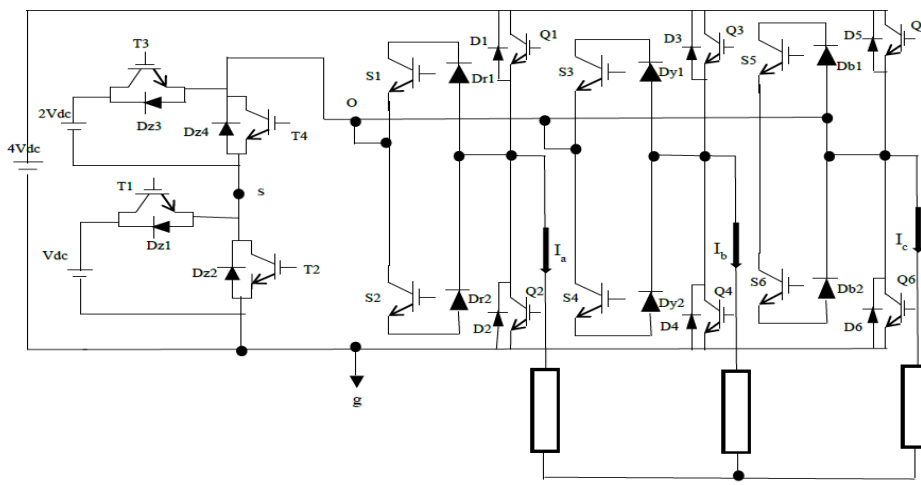 T3
D1
Q1
D3
Q3
D5
Q
S1
Dr1
S3
Dy1
S5
Db1
2Vdc
Dz3
O
Dz4
T4
4Vdc
T1
s
Dz1
Vdc
Dz2
T2
Ia
Ib
Ic
S2
Dr2
Q2
D2
S4
Dy2
Q4
D4
S6
Db2
Q6
D6
g